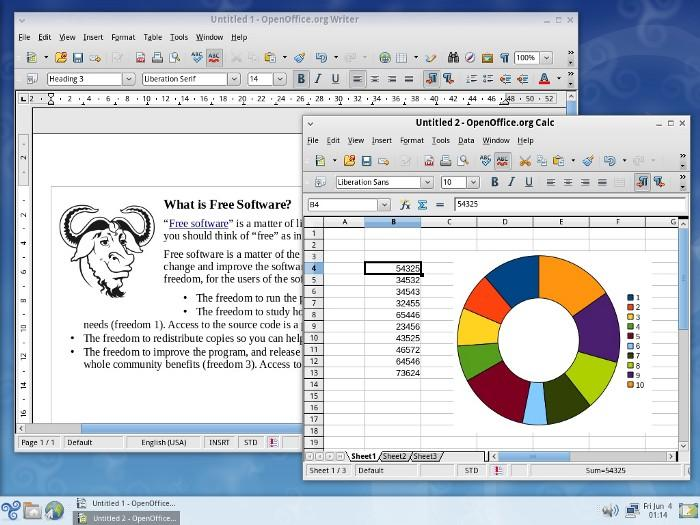 Untitled 1 - OpenOffice.org Writer
File Edit View Insert Format Table Tools Window Help
100%
Heading 3 Liberation Serif 14 B I U A
2 2 4 6 8 10 12 14 16 18 20 22 24 26 28 30 32 34 36 38 40 42 44 46 48 50 52
What is Free Software?
“Free software” is a matter of li
you should think of “free” as in
Free software is a matter of the
change and improve the softwa
freedom, for the users of the sof
• The freedom to run the p
• The freedom to study ho
needs (freedom 1). Access to the source code is a p
• The freedom to redistribute copies so you can help
• The freedom to improve the program, and release
whole community benefits (freedom 3). Access to
Page 1 / 1 Default English (USA) INSRT STD
Untitled 2 - OpenOffice.org Calc
File Edit View Insert Format Tools Data Window Help
Liberation Sans 10 B I U
B4 54325
A B C D E F G
1
2
3
4 54325
5 34532
6 34543
7 32455
8 65446
9 23456
10 43525
11 46572
12 64546
13 73624
14
15
16
17
18
19
1
2
3
4
5
6
7
8
9
10
Sheet1 Sheet2 Sheet3
Sheet 1 / 3 Default STD Sum=54325
Untitled 1 - OpenOffice...
Untitled 2 - OpenOffice...
Fri Jun 4
01:14